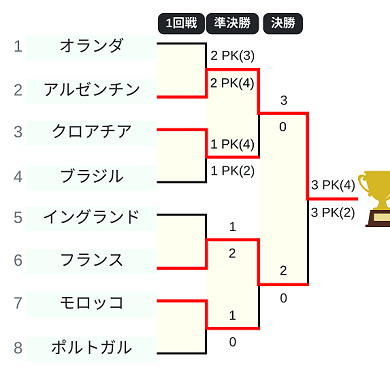 1回戦 準決勝 決勝
1 オランダ
2 PK(3)
2 アルゼンチン
2 PK(4)
3
0
3 クロアチア
1 PK(4)
4 ブラジル
1 PK(2)
3 PK(4)
3 PK(2)
5 イングランド
1
6 フランス
2
2
0
7 モロッコ
1
8 ポルトガル
0